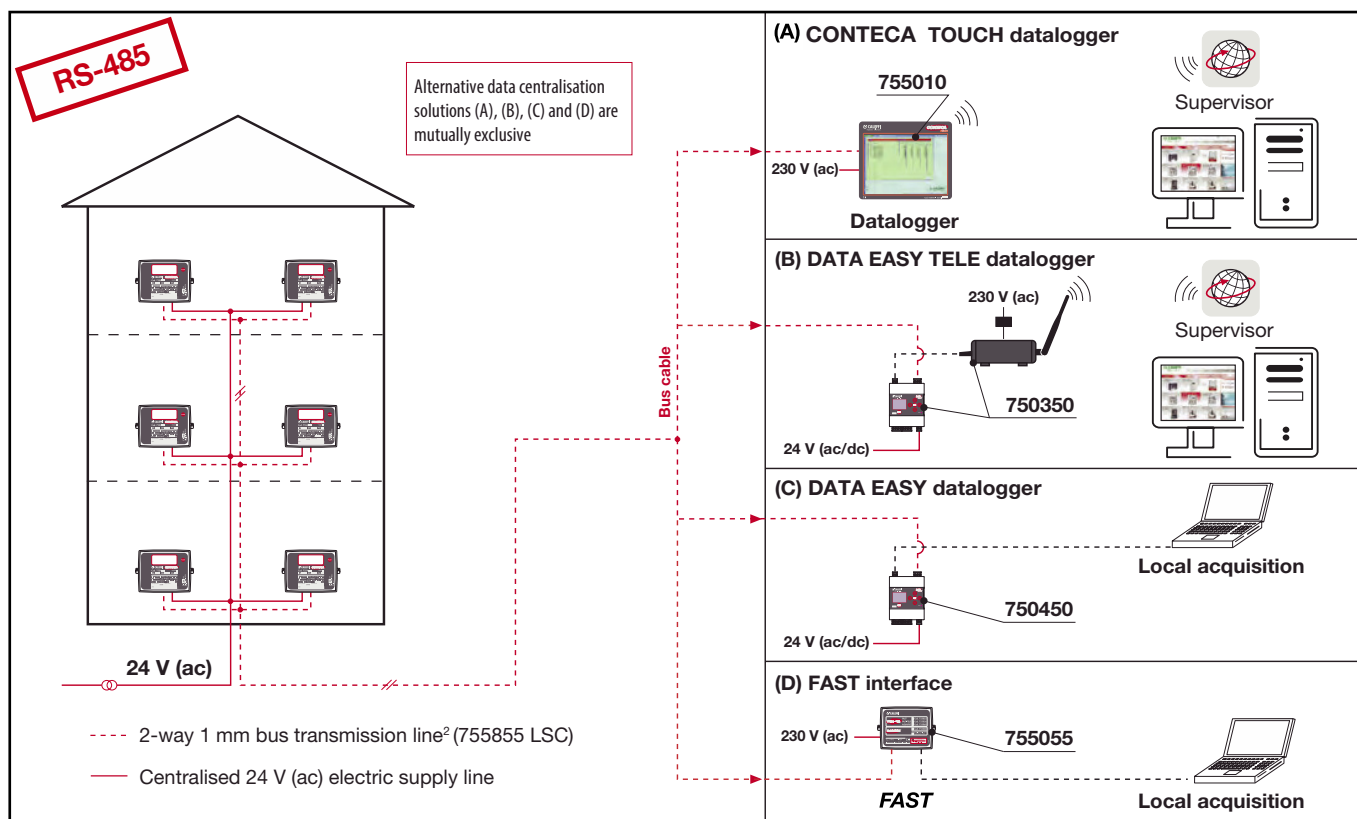 RS-485
Alternative data centralisation
solutions (A), (B), (C) and (D) are
mutually exclusive
24 V (ac)
2-way 1 mm bus transmission line² (755855 LSC)
Centralised 24 V (ac) electric supply line
Bus cable
(A) CONTECA TOUCH datalogger
755010
230 V (ac)
Datalogger
Supervisor
(B) DATA EASY TELE datalogger
230 V (ac)
750350
24 V (ac/dc)
Supervisor
(C) DATA EASY datalogger
750450
24 V (ac/dc)
Local acquisition
(D) FAST interface
230 V (ac)
755055
FAST
Local acquisition